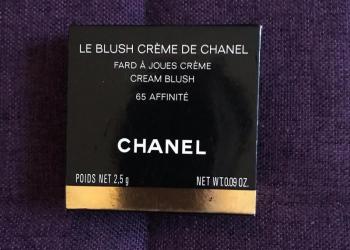 LE BLUSH CRÈME DE CHANEL
FARD À JOUES CRÈME
CREAM BLUSH
65 AFFINITÉ
CHANEL
POIDS NET 2,5 g NET WT.0.09 OZ.